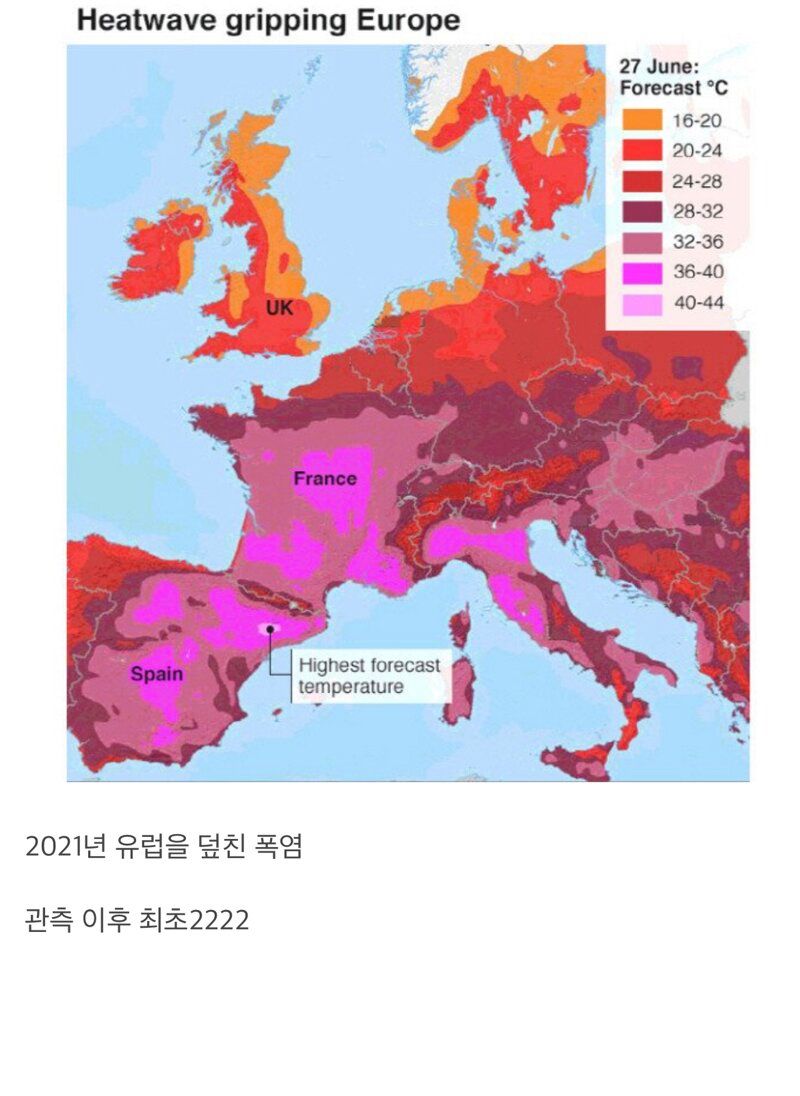 Heatwave gripping Europe
27 June:
Forecast °C
16-20
20-24
24-28
28-32
32-36
36-40
40-44
UK
France
Spain
Highest forecast
temperature
2021년 유럽을 덮친 폭염
관측 이후 최초2222